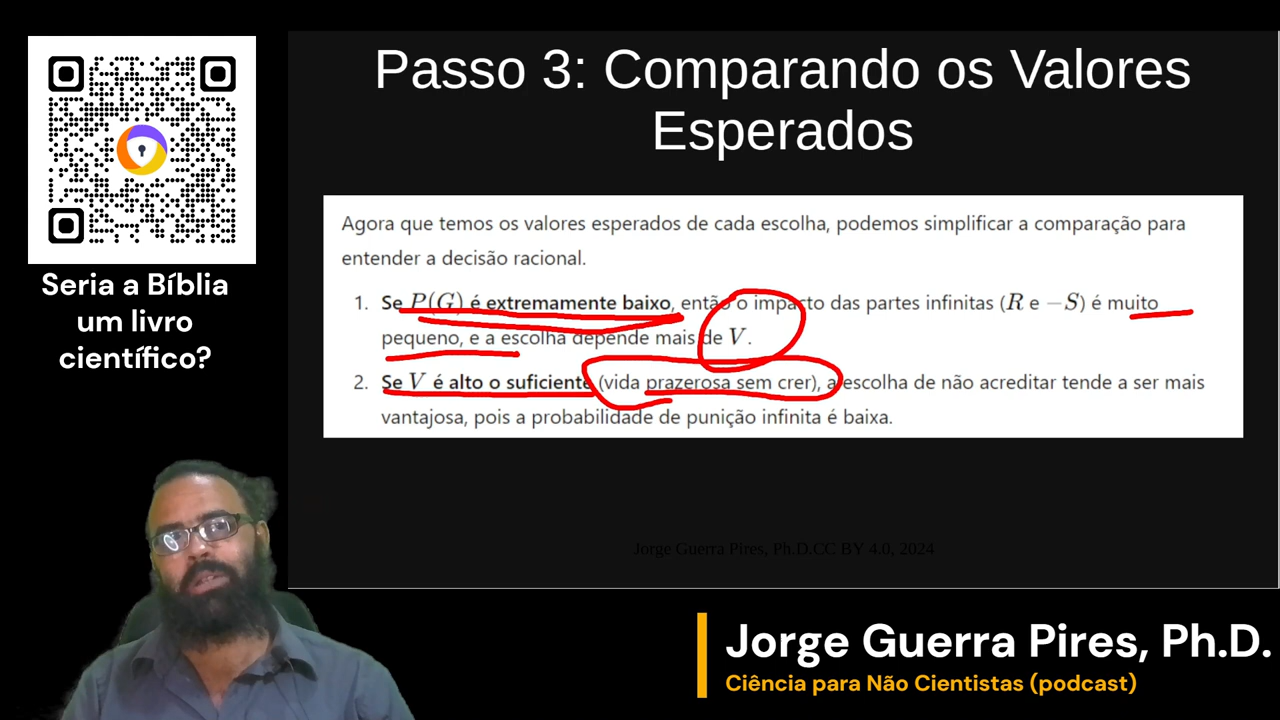 Passo 3: Comparando os Valores
Esperados
Agora que temos os valores esperados de cada escolha, podemos simplificar a comparação para
entender a decisão racional.
1. Se P(G) é extremamente baixo, então o impacto das partes infinitas (R e −S) é muito
pequeno, e a escolha depende mais de V.
2. Se V é alto o suficiente (vida prazerosa sem crer), a escolha de não acreditar tende a ser mais
vantajosa, pois a probabilidade de punição infinita é baixa.
Seria a Bíblia
um livro
científico?
Jorge Guerra Pires, Ph.D.CC BY 4.0, 2024
Jorge Guerra Pires, Ph.D.
Ciência para Não Cientistas (podcast)